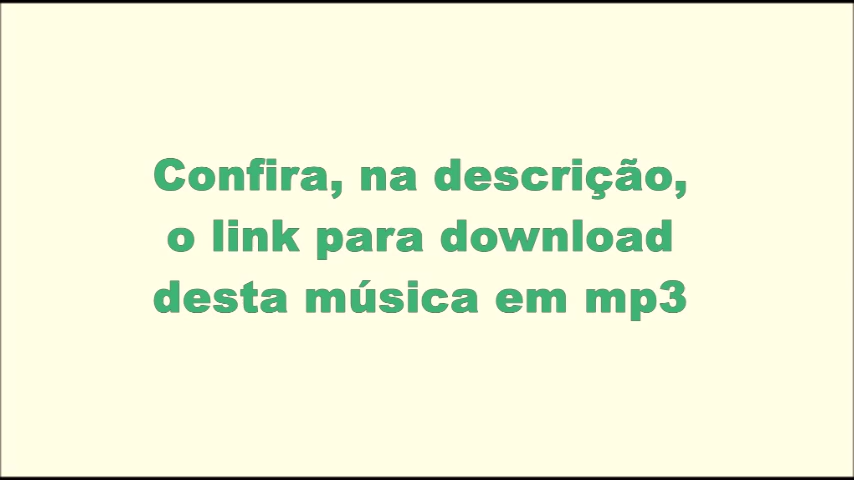 Confira, na descrição,
o link para download
desta música em mp3